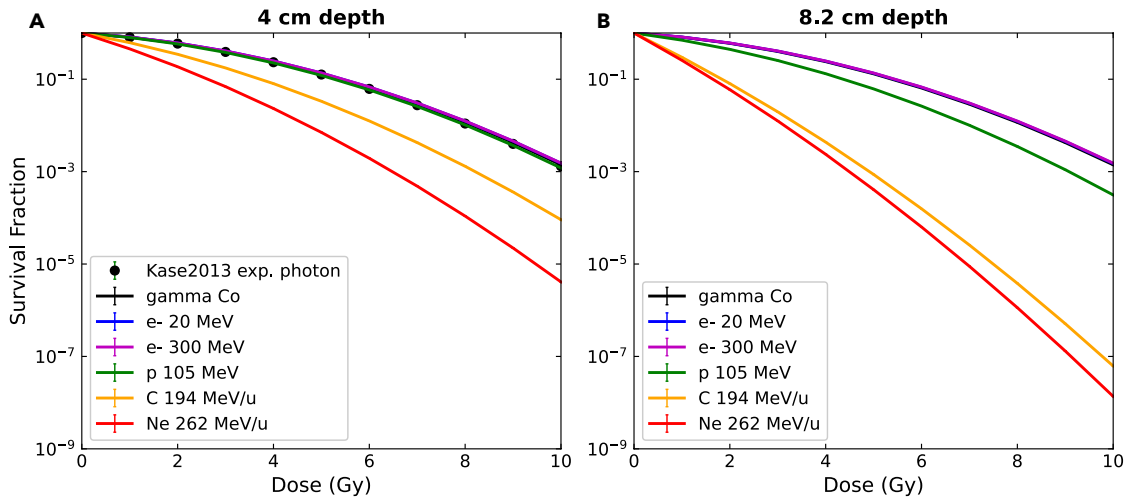 A
4 cm depth
Survival Fraction
10⁻¹
10⁻³
10⁻⁵
10⁻⁷
10⁻⁹
Kase2013 exp. photon
gamma Co
e- 20 MeV
e- 300 MeV
p 105 MeV
C 194 MeV/u
Ne 262 MeV/u
0 2 4 6 8 10
Dose (Gy)
B
8.2 cm depth
10⁻¹
10⁻³
10⁻⁵
10⁻⁷
10⁻⁹
gamma Co
e- 20 MeV
e- 300 MeV
p 105 MeV
C 194 MeV/u
Ne 262 MeV/u
0 2 4 6 8 10
Dose (Gy)